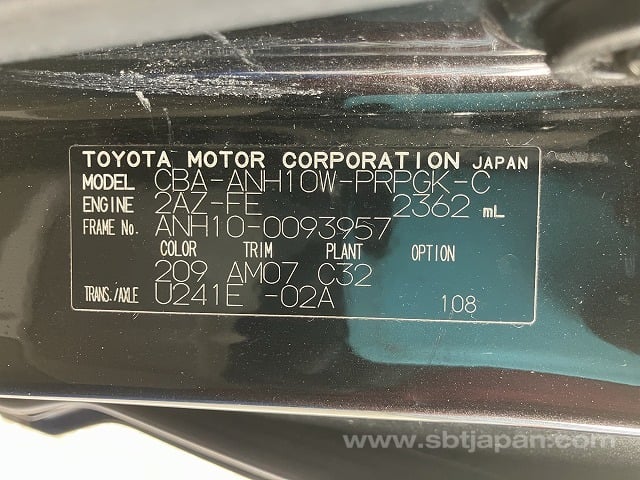 TOYOTA MOTOR CORPORATION JAPAN
MODEL CBA-ANH10W-PRPGK-C
ENGINE 2AZ-FE 2362 mL
FRAME No. ANH10-0093957
COLOR TRIM PLANT OPTION
209 AM07 C32
TRANS./AXLE U241E -02A 108
www.sbtjapan.com